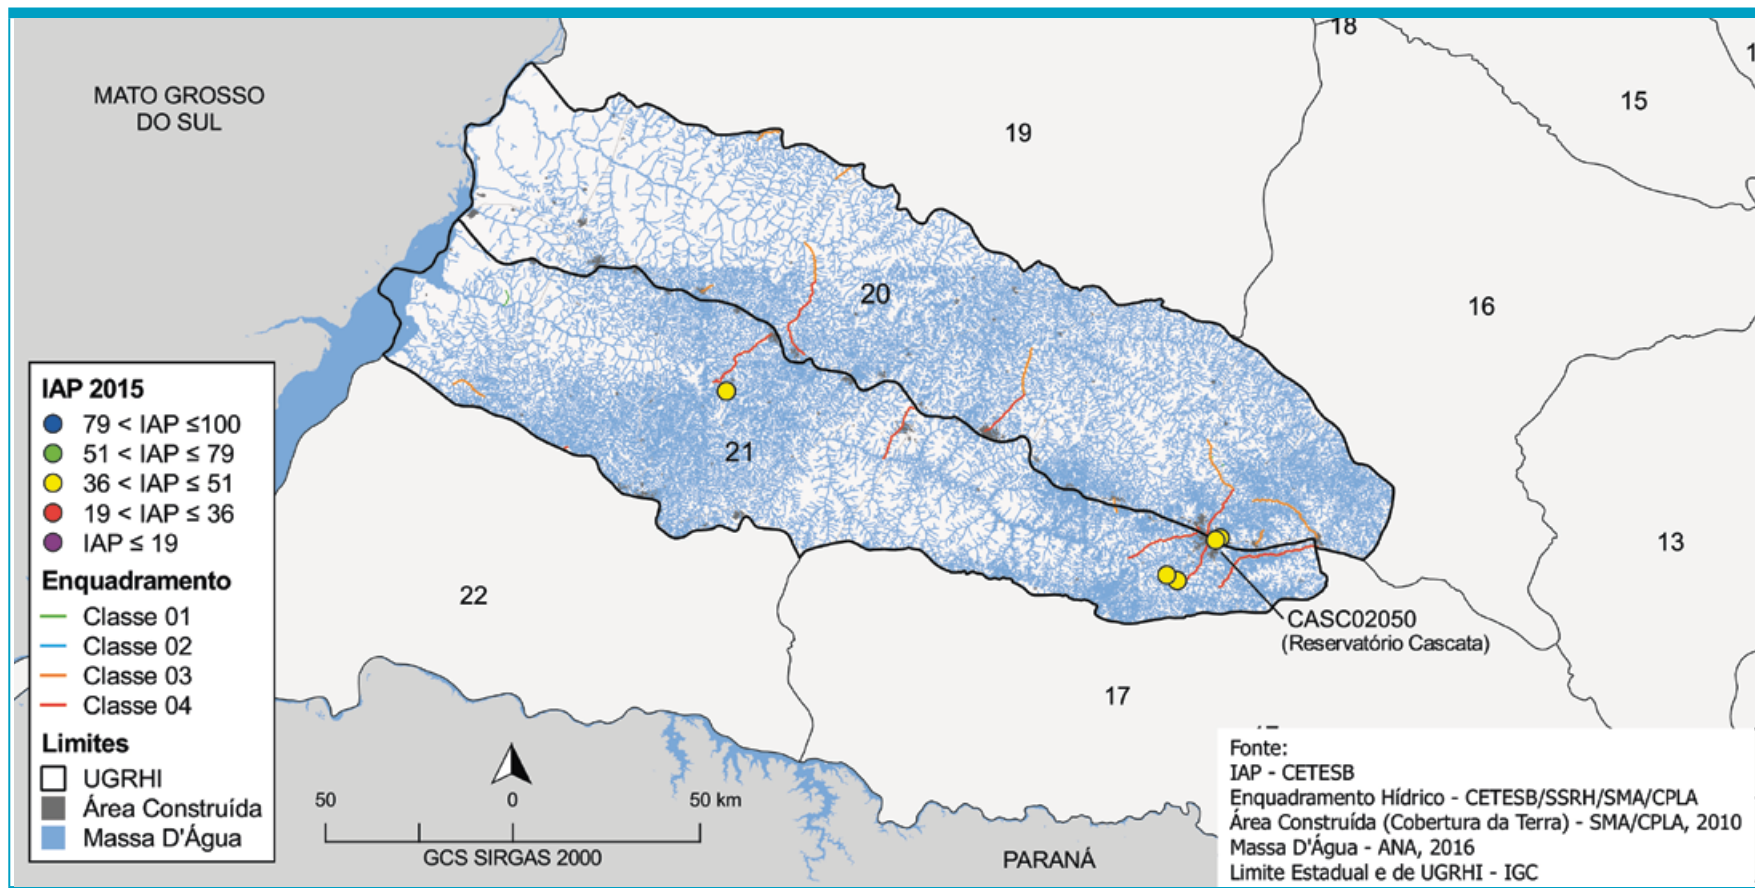 18
1
15
MATO GROSSO
DO SUL
19
20
16
21
13
22
17
CASC02050
(Reservatório Cascata)
PARANÁ
IAP 2015
79 < IAP ≤100
51 < IAP ≤ 79
36 < IAP ≤ 51
19 < IAP ≤ 36
IAP ≤ 19
Enquadramento
Classe 01
Classe 02
Classe 03
Classe 04
Limites
UGRHI
Área Construída
Massa D'Água
50 0 50 km
GCS SIRGAS 2000
Fonte:
IAP - CETESB
Enquadramento Hídrico - CETESB/SSRH/SMA/CPLA
Área Construída (Cobertura da Terra) - SMA/CPLA, 2010
Massa D'Água - ANA, 2016
Limite Estadual e de UGRHI - IGC